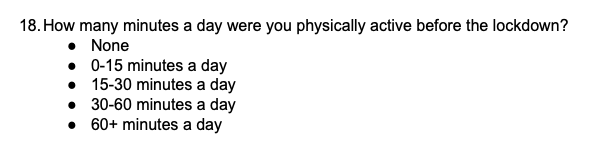 18. How many minutes a day were you physically active before the lockdown?
● None
● 0-15 minutes a day
● 15-30 minutes a day
● 30-60 minutes a day
● 60+ minutes a day